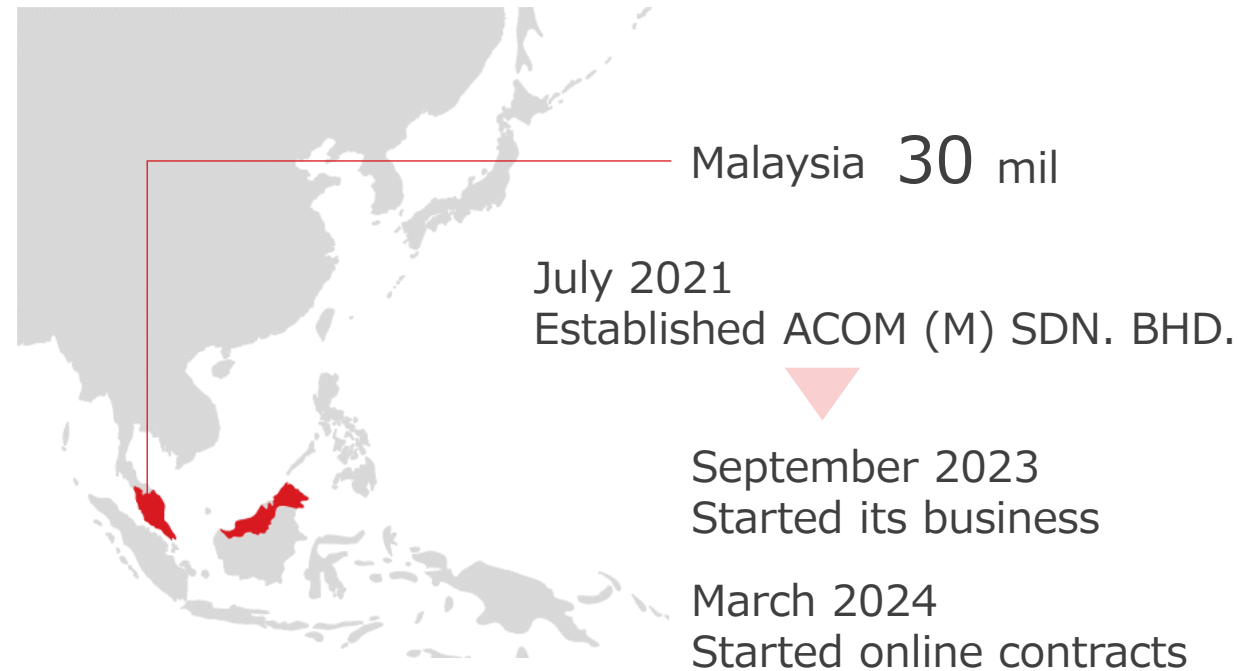 Malaysia 30 mil
July 2021
Established ACOM (M) SDN. BHD.
September 2023
Started its business
March 2024
Started online contracts